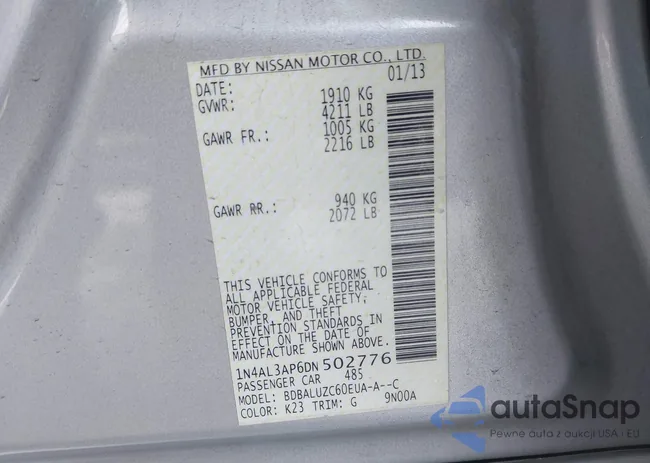 MFD BY NISSAN MOTOR CO., LTD.
DATE: 01/13
GVWR: 1910 KG
4211 LB
GAWR FR.: 1005 KG
2216 LB
GAWR RR.: 940 KG
2072 LB
THIS VEHICLE CONFORMS TO
ALL APPLICABLE FEDERAL
MOTOR VEHICLE SAFETY,
BUMPER, AND THEFT
PREVENTION STANDARDS IN
EFFECT ON THE DATE OF
MANUFACTURE SHOWN ABOVE.
1N4AL3AP6DN502776
PASSENGER CAR 485
MODEL: BDBALUZC60EUA-A--C
COLOR: K23 TRIM: G 9N00A
autoSnap
Pewne auta z aukcji USA i EU